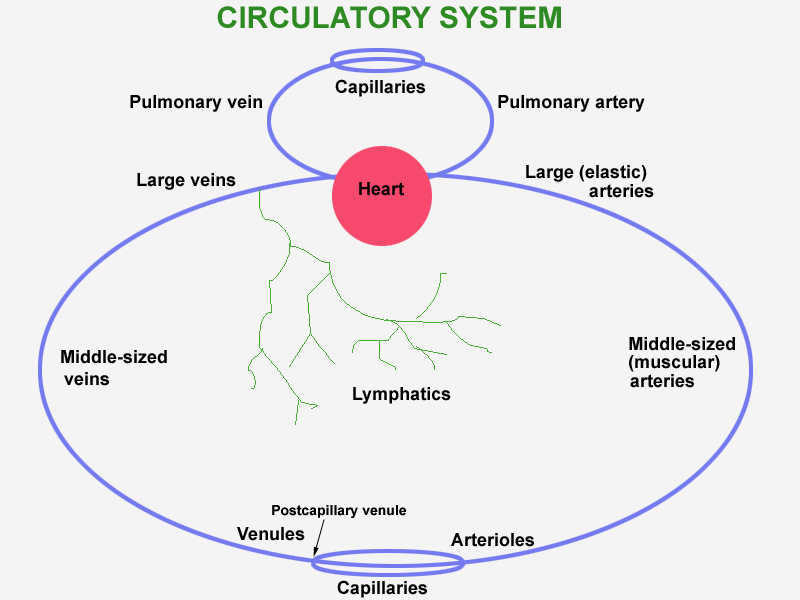 CIRCULATORY SYSTEM
Capillaries
Pulmonary vein
Pulmonary artery
Large veins
Heart
Large (elastic)
arteries
Middle-sized
veins
Middle-sized
(muscular)
arteries
Lymphatics
Postcapillary venule
Venules
Arterioles
Capillaries